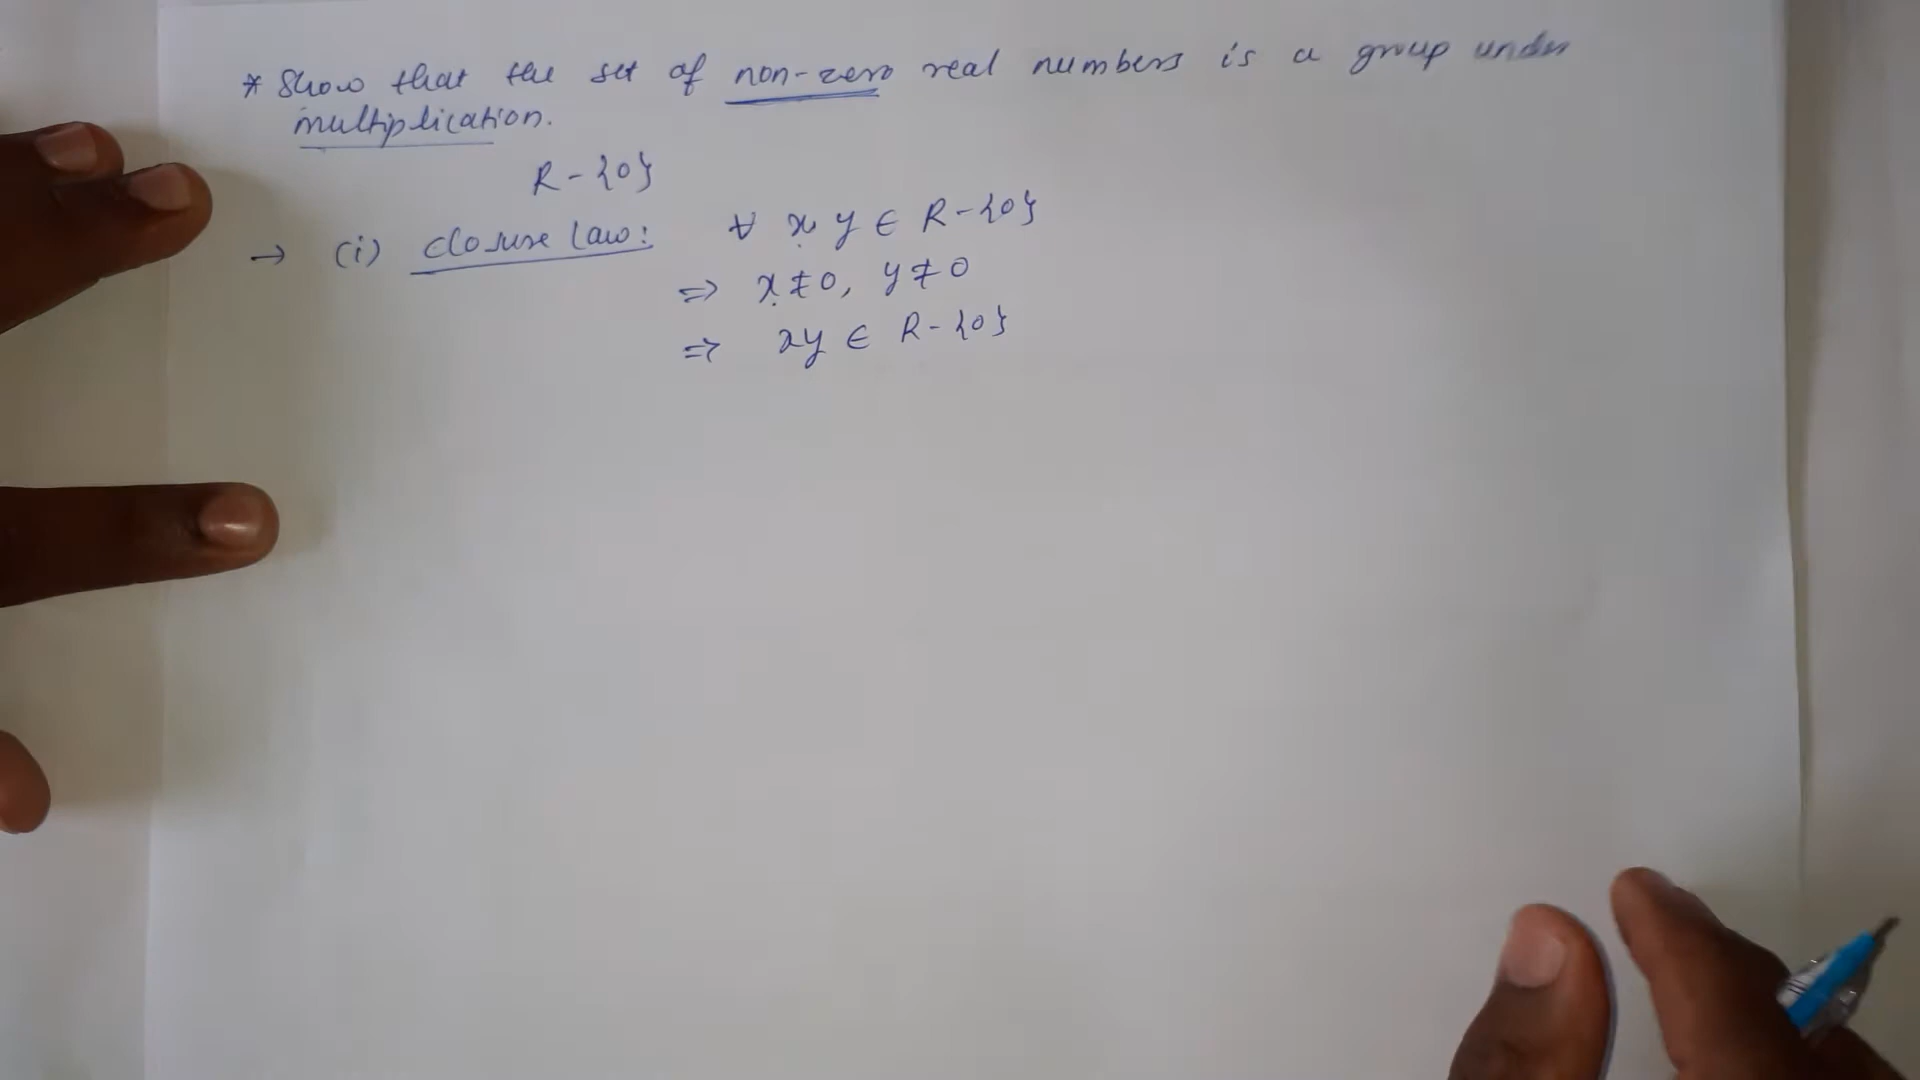 * Show that the set of non-zero real numbers is a group under
multiplication.
R - {0}
→ (i) closure law: ∀ x y ∈ R - {0}
⇒ x ≠ 0, y ≠ 0
⇒ xy ∈ R - {0}